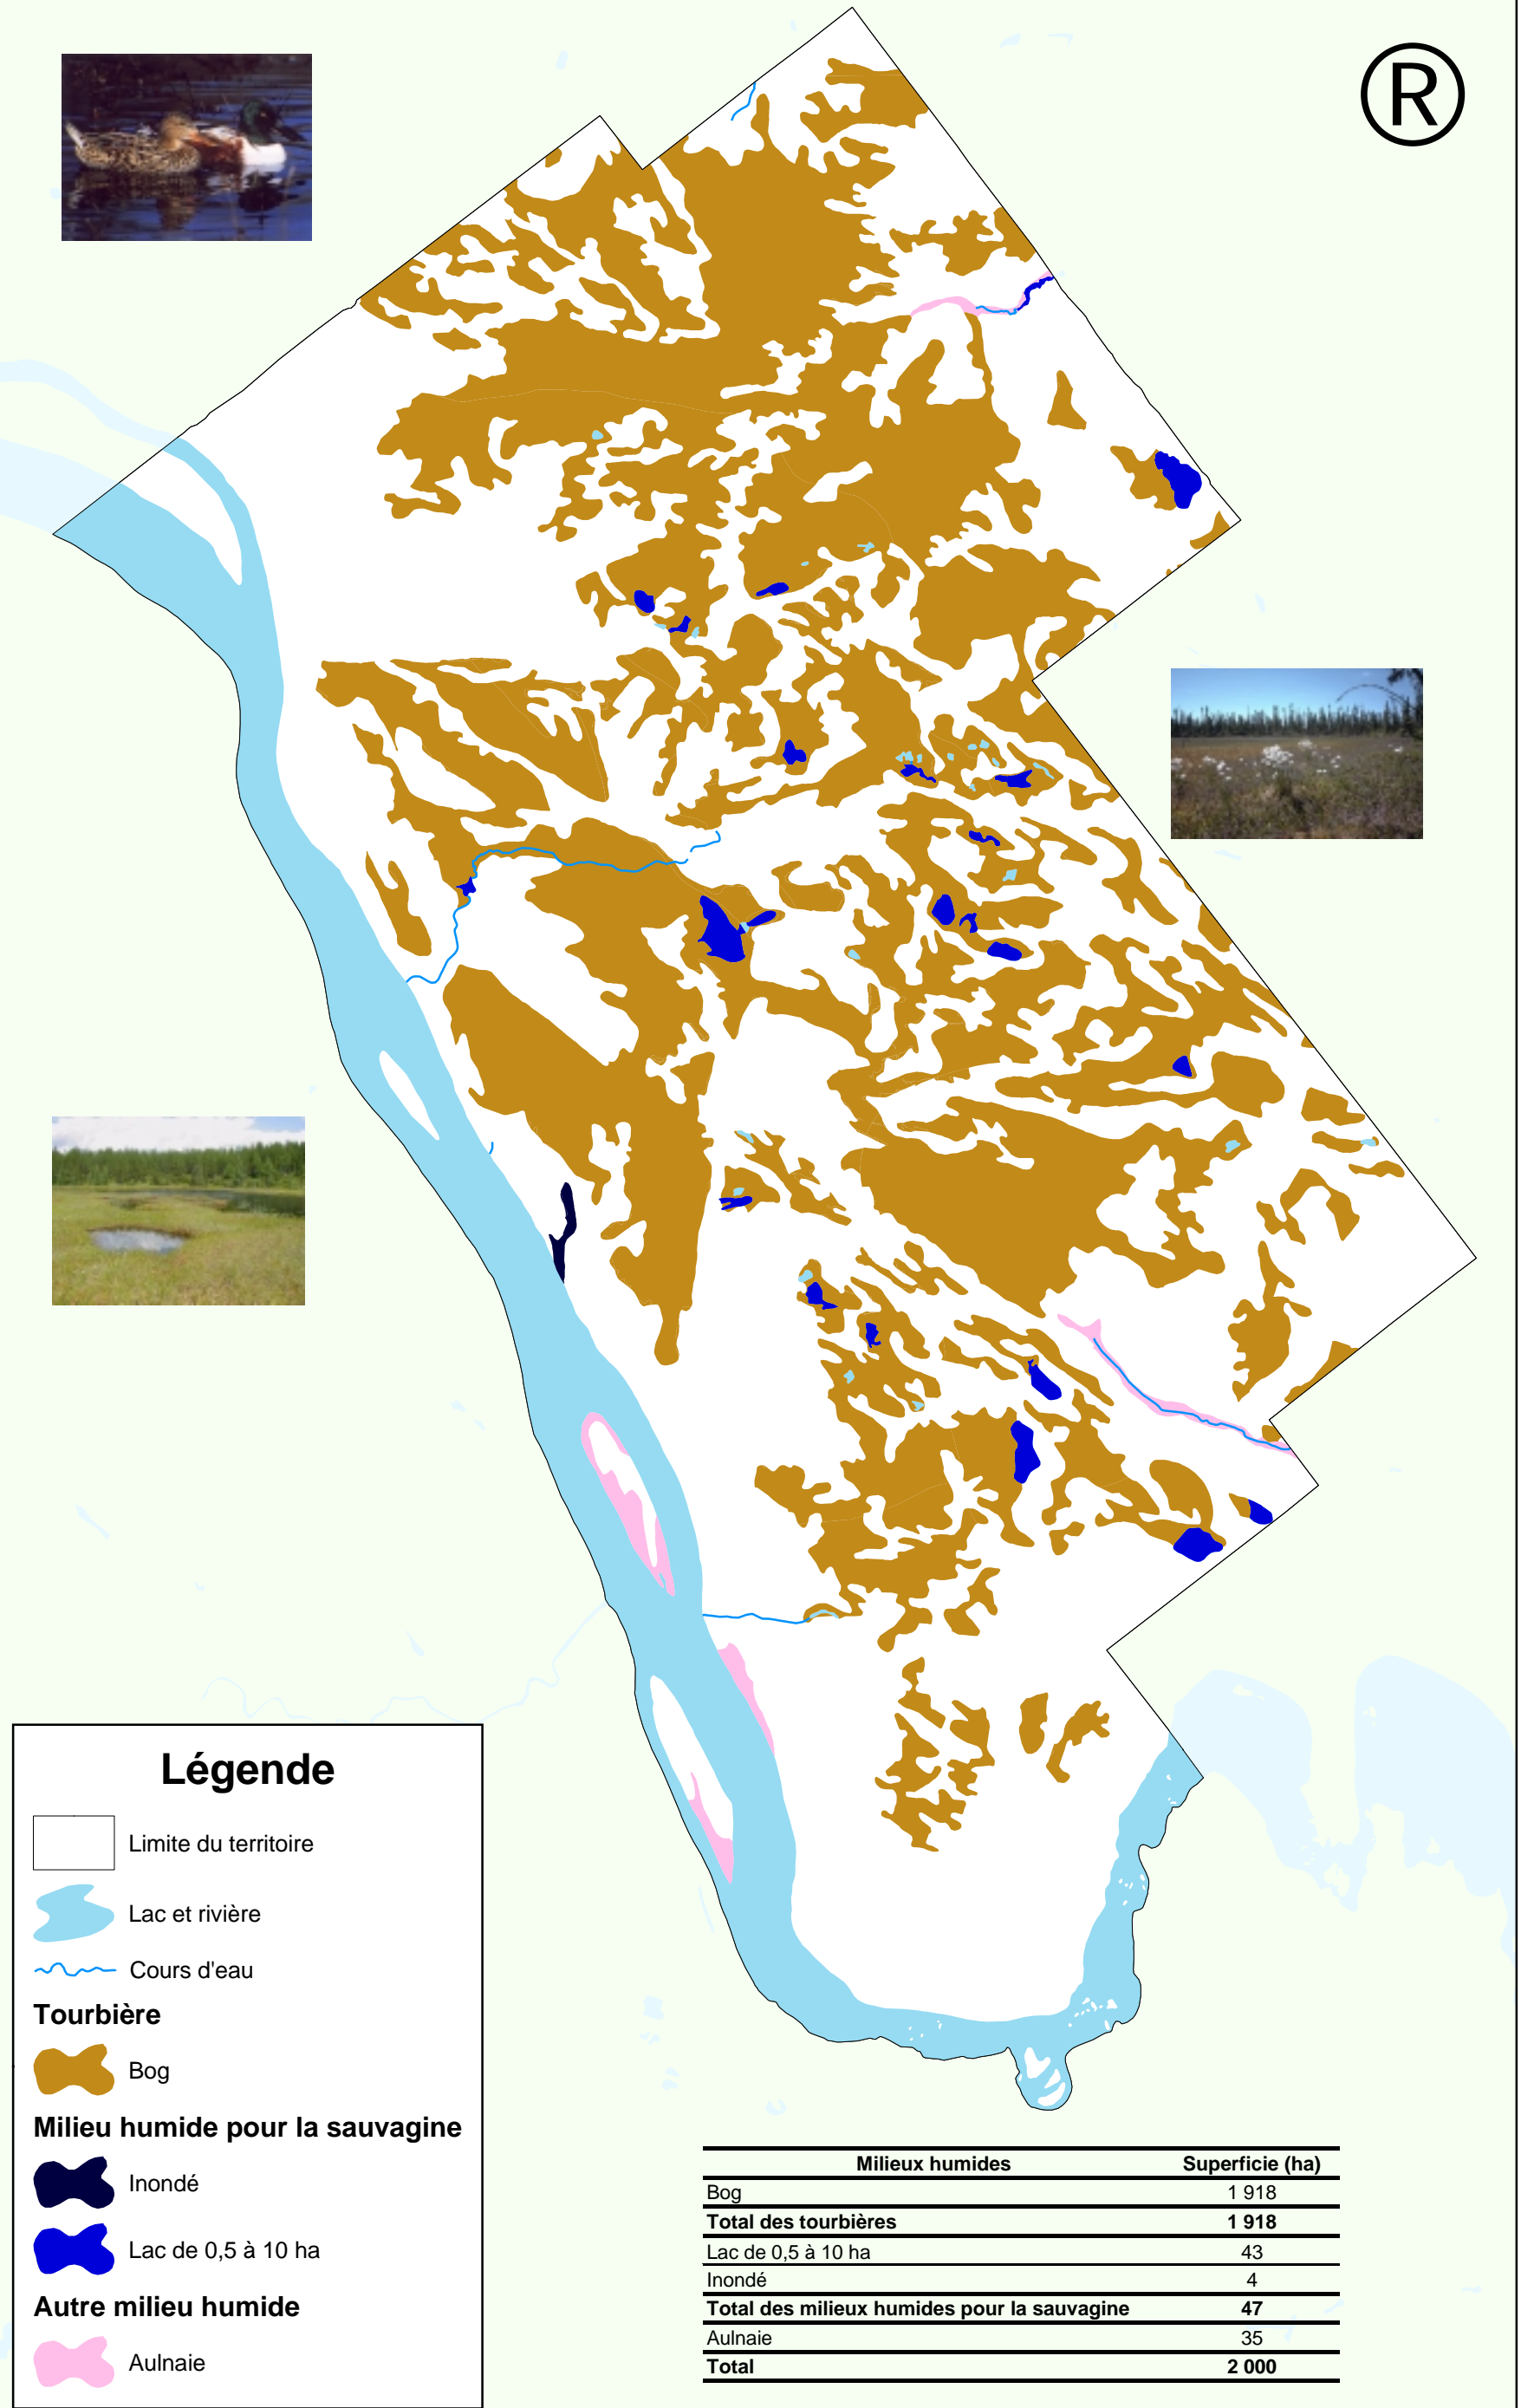 ®
Légende
Limite du territoire
Lac et rivière
Cours d'eau
Tourbière
Bog
Milieu humide pour la sauvagine
Inondé
Lac de 0,5 à 10 ha
Autre milieu humide
Aulnaie
Milieux humides Superficie (ha)
Bog 1 918
Total des tourbières 1 918
Lac de 0,5 à 10 ha 43
Inondé 4
Total des milieux humides pour la sauvagine 47
Aulnaie 35
Total 2 000